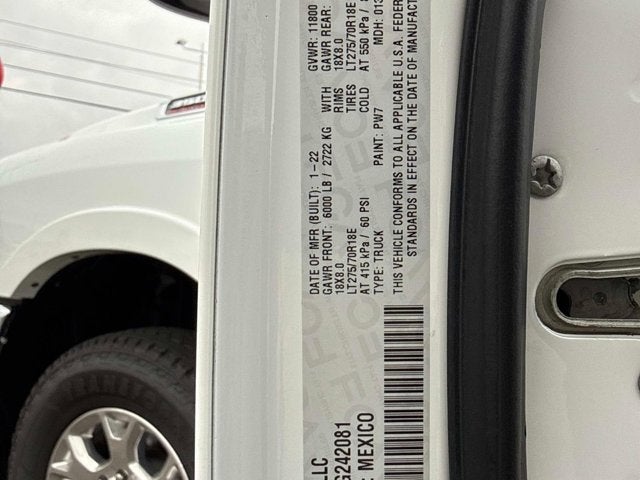 LLC
G242081
MEXICO
DATE OF MFR (BUILT): 1-22 GVWR: 11800
GAWR FRONT: 6000 LB / 2722 KG WITH GAWR REAR:
18X8.0 RIMS 18X8.0
LT275/70R18E TIRES LT275/70R18E
AT 415 kPa / 60 PSI COLD AT 550 kPa /
TYPE: TRUCK PAINT: PW7 MDH: 013
THIS VEHICLE CONFORMS TO ALL APPLICABLE U.S.A. FEDER
STANDARDS IN EFFECT ON THE DATE OF MANUFACT